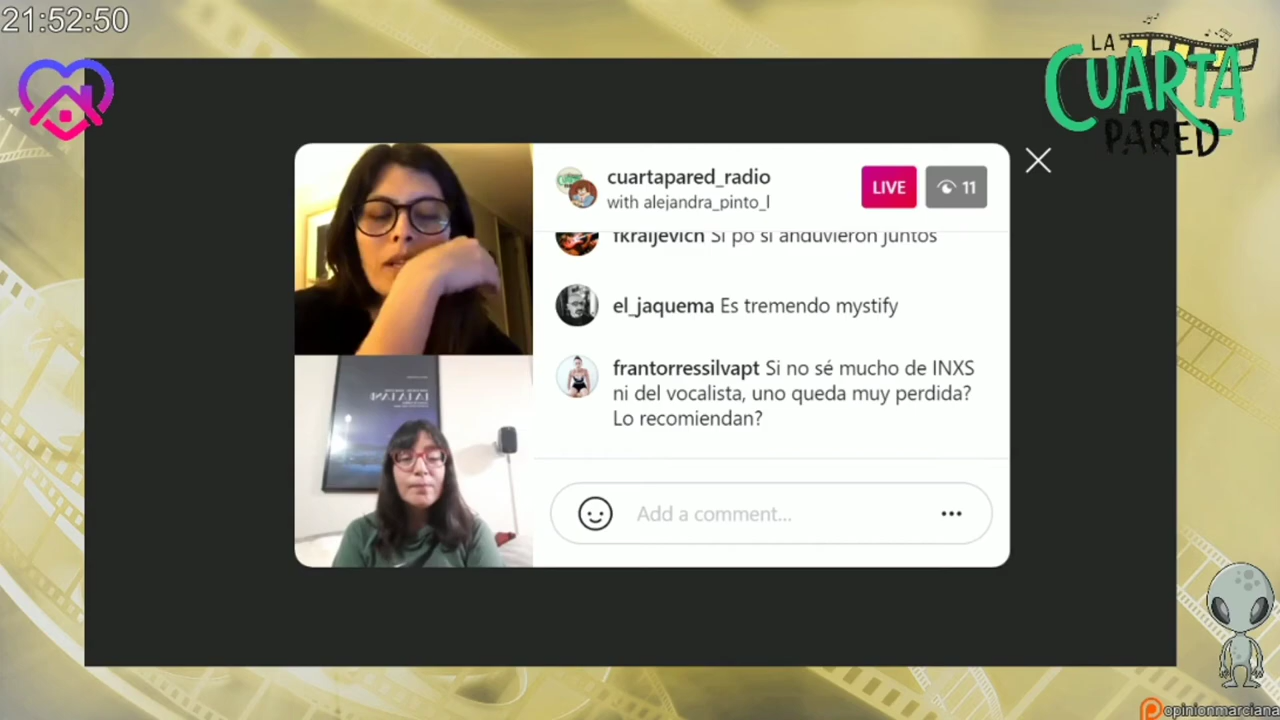 21:52:50
LA
CUARTA
PARED
cuartapared_radio
with alejandra_pinto_l
LIVE
11
fkraljevich Si po si anduvieron juntos
el_jaquema Es tremendo mystify
frantorressilvapt Si no sé mucho de INXS
ni del vocalista, uno queda muy perdida?
Lo recomiendan?
Add a comment...
opinionmarciana